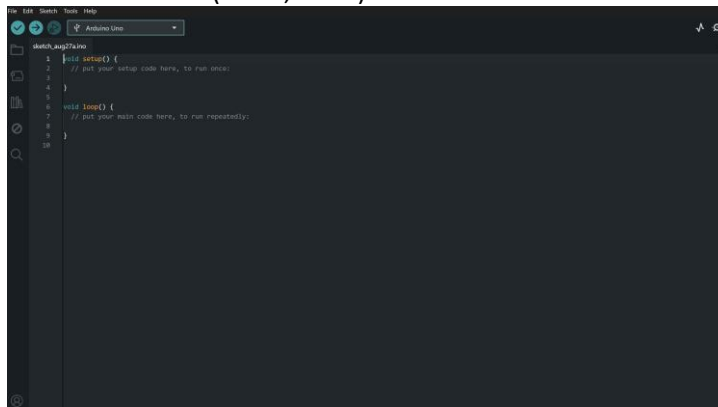 File Edit Sketch Tools Help
Arduino Uno
sketch_aug27a.ino
1 void setup() {
2 // put your setup code here, to run once:
3
4 }
5
6 void loop() {
7 // put your main code here, to run repeatedly:
8
9 }
10